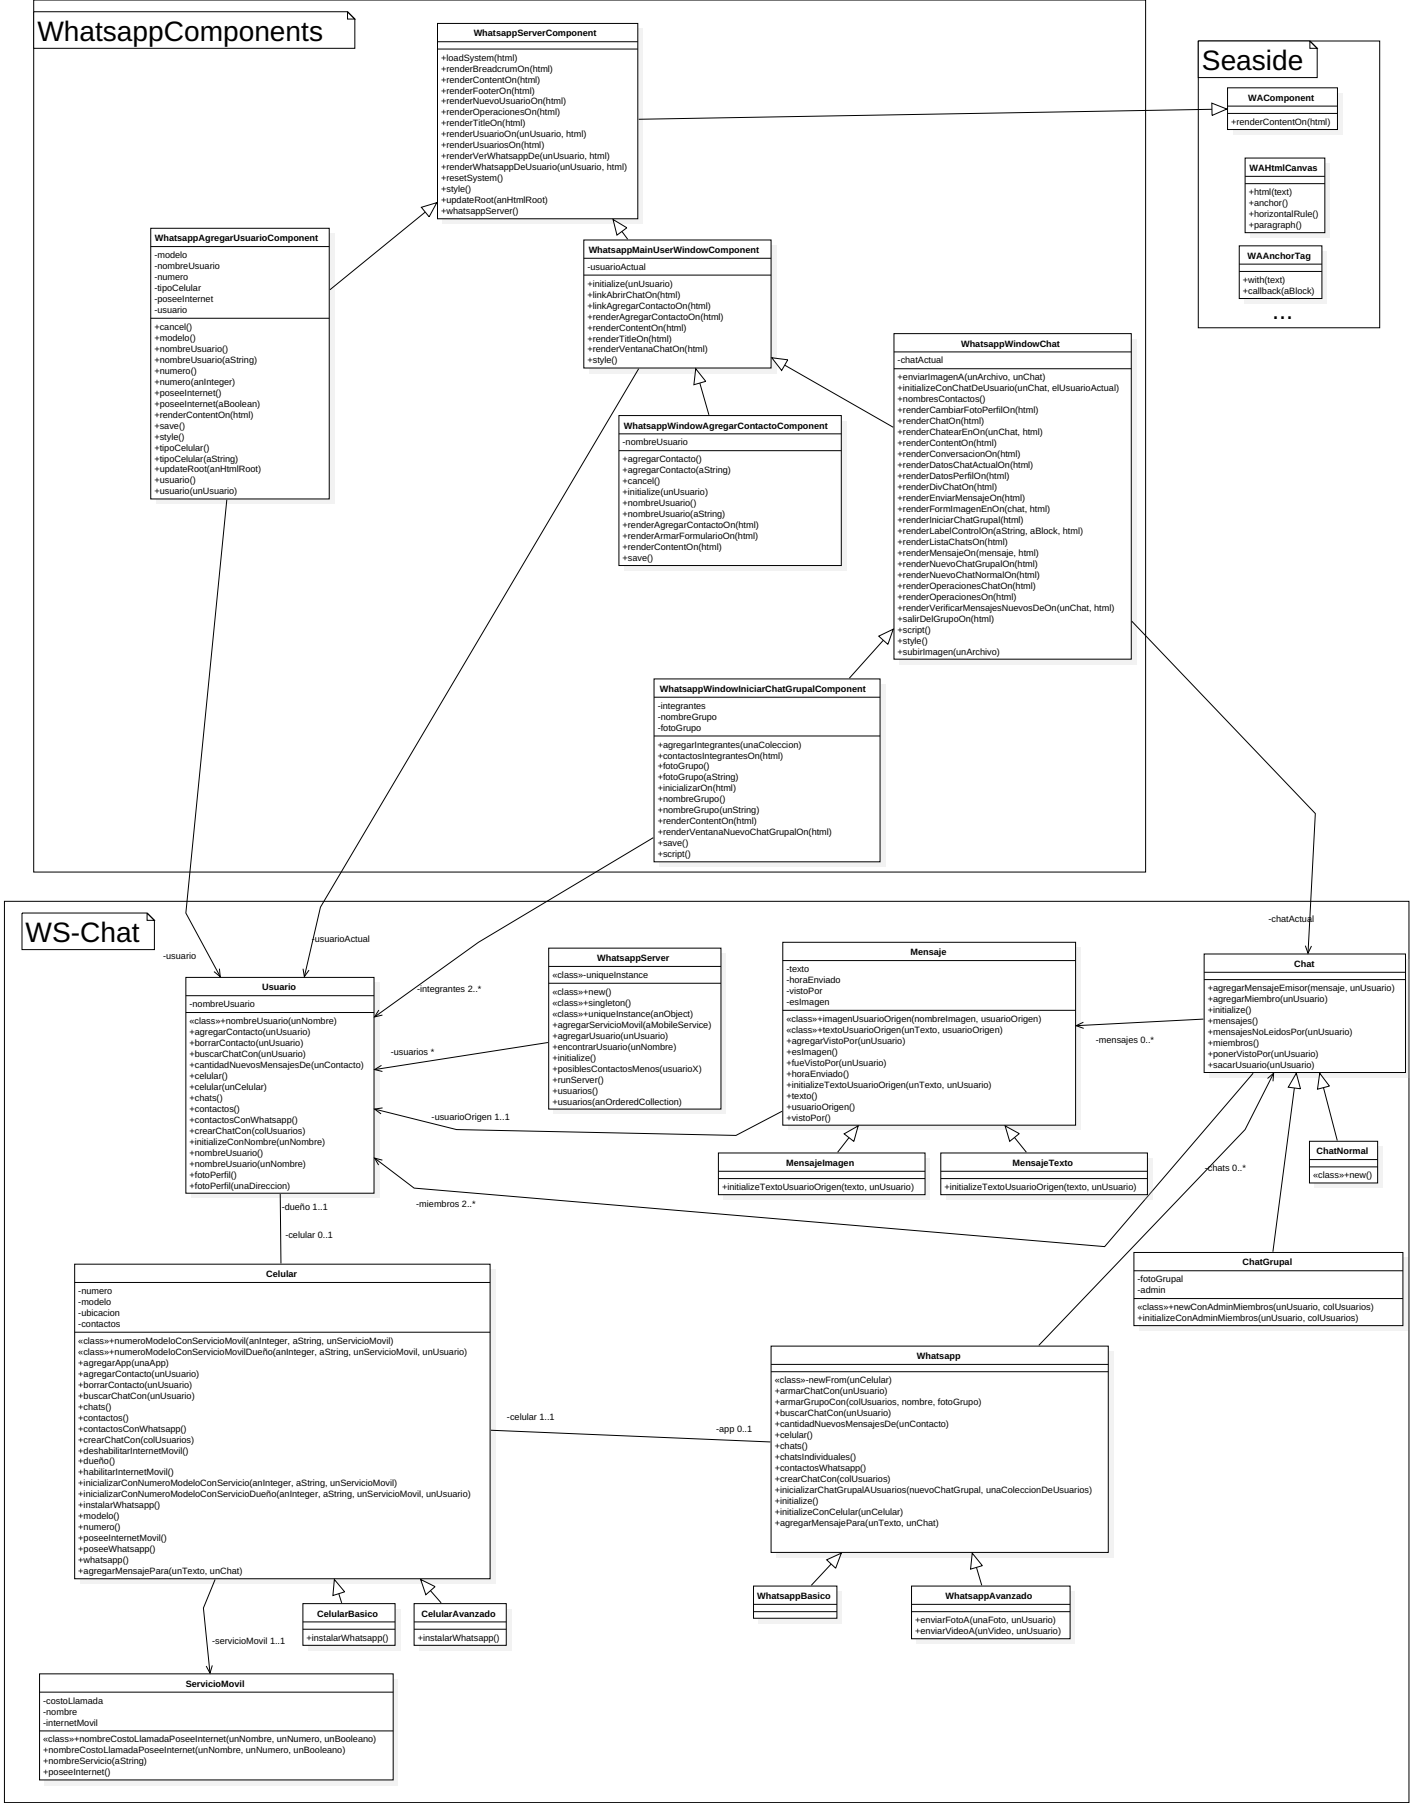 WhatsappComponents
WhatsappServerComponent
+loadSystem(html)
+renderBreadcrumOn(html)
+renderContentOn(html)
+renderFooterOn(html)
+renderNuevoUsuarioOn(html)
+renderOperacionesOn(html)
+renderTitleOn(html)
+renderUsuarioOn(unUsuario, html)
+renderUsuariosOn(html)
+renderVerWhatsappDe(unUsuario, html)
+renderWhatsappDeUsuario(unUsuario, html)
+resetSystem()
+style()
+updateRoot(anHtmlRoot)
+whatsappServer()
Seaside
WAComponent
+renderContentOn(html)
WAHtmlCanvas
+html(text)
+anchor()
+horizontalRule()
+paragraph()
WAAnchorTag
+with(text)
+callback(aBlock)
...
WhatsappAgregarUsuarioComponent
-modelo
-nombreUsuario
-numero
-tipoCelular
-poseeInternet
-usuario
+cancel()
+modelo()
+nombreUsuario()
+nombreUsuario(aString)
+numero()
+numero(anInteger)
+poseeInternet()
+poseeInternet(aBoolean)
+renderContentOn(html)
+save()
+style()
+tipoCelular()
+tipoCelular(aString)
+updateRoot(anHtmlRoot)
+usuario()
+usuario(unUsuario)
WhatsappMainUserWindowComponent
-usuarioActual
+initialize(unUsuario)
+linkAbrirChatOn(html)
+linkAgregarContactoOn(html)
+renderAgregarContactoOn(html)
+renderContentOn(html)
+renderTitleOn(html)
+renderVentanaChatOn(html)
+style()
WhatsappWindowChat
-chatActual
+enviarImagenA(unArchivo, unChat)
+initializeConChatDeUsuario(unChat, elUsuarioActual)
+nombresContactos()
+renderCambiarFotoPerfilOn(html)
+renderChatOn(html)
+renderChatearEnOn(unChat, html)
+renderContentOn(html)
+renderConversacionOn(html)
+renderDatosChatActualOn(html)
+renderDatosPerfilOn(html)
+renderDivChatOn(html)
+renderEnviarMensajeOn(html)
+renderFormImagenEnOn(chat, html)
+renderIniciarChatGrupal(html)
+renderLabelControlOn(aString, aBlock, html)
+renderListaChatsOn(html)
+renderMensajeOn(mensaje, html)
+renderNuevoChatGrupalOn(html)
+renderNuevoChatNormalOn(html)
+renderOperacionesChatOn(html)
+renderOperacionesOn(html)
+renderVerificarMensajesNuevosDeOn(unChat, html)
+salirDelGrupoOn(html)
+script()
+style()
+subirImagen(unArchivo)
WhatsappWindowAgregarContactoComponent
-nombreUsuario
+agregarContacto()
+agregarContacto(aString)
+cancel()
+initialize(unUsuario)
+nombreUsuario()
+nombreUsuario(aString)
+renderAgregarContactoOn(html)
+renderArmarFormularioOn(html)
+renderContentOn(html)
+save()
WhatsappWindowIniciarChatGrupalComponent
-integrantes
-nombreGrupo
-fotoGrupo
+agregarIntegrantes(unaColeccion)
+contactosIntegrantesOn(html)
+fotoGrupo()
+fotoGrupo(aString)
+inicializarOn(html)
+nombreGrupo()
+nombreGrupo(unString)
+renderContentOn(html)
+renderVentanaNuevoChatGrupalOn(html)
+save()
+script()
WS-Chat
-usuario
-usuarioActual
-integrantes 2..*
-chatActual
Usuario
-nombreUsuario
«class»+nombreUsuario(unNombre)
+agregarContacto(unUsuario)
+borrarContacto(unUsuario)
+buscarChatCon(unUsuario)
+cantidadNuevosMensajesDe(unContacto)
+celular()
+celular(unCelular)
+chats()
+contactos()
+contactosConWhatsapp()
+crearChatCon(colUsuarios)
+initializeConNombre(unNombre)
+nombreUsuario()
+nombreUsuario(unNombre)
+fotoPerfil()
+fotoPerfil(unaDireccion)
WhatsappServer
«class»-uniqueInstance
«class»+new()
«class»+singleton()
«class»+uniqueInstance(anObject)
+agregarServicioMovil(aMobileService)
+agregarUsuario(unUsuario)
+encontrarUsuario(unNombre)
+initialize()
+posiblesContactosMenos(usuarioX)
+runServer()
+usuarios()
+usuarios(anOrderedCollection)
-usuarios *
-usuarioOrigen 1..1
-miembros 2..*
Mensaje
-texto
-horaEnviado
-vistoPor
-esImagen
«class»+imagenUsuarioOrigen(nombreImagen, usuarioOrigen)
«class»+textoUsuarioOrigen(unTexto, usuarioOrigen)
+agregarVistoPor(unUsuario)
+esImagen()
+fueVistoPor(unUsuario)
+horaEnviado()
+initializeTextoUsuarioOrigen(unTexto, unUsuario)
+texto()
+usuarioOrigen()
+vistoPor()
-mensajes 0..*
Chat
+agregarMensajeEmisor(mensaje, unUsuario)
+agregarMiembro(unUsuario)
+initialize()
+mensajes()
+mensajesNoLeidosPor(unUsuario)
+miembros()
+ponerVistoPor(unUsuario)
+sacarUsuario(unUsuario)
MensajeImagen
+initializeTextoUsuarioOrigen(texto, unUsuario)
MensajeTexto
+initializeTextoUsuarioOrigen(texto, unUsuario)
-chats 0..*
ChatNormal
«class»+new()
ChatGrupal
-fotoGrupal
-admin
«class»+newConAdminMiembros(unUsuario, colUsuarios)
+initializeConAdminMiembros(unUsuario, colUsuarios)
-dueño 1..1
-celular 0..1
Celular
-numero
-modelo
-ubicacion
-contactos
«class»+numeroModeloConServicioMovil(anInteger, aString, unServicioMovil)
«class»+numeroModeloConServicioMovilDueño(anInteger, aString, unServicioMovil, unUsuario)
+agregarApp(unaApp)
+agregarContacto(unUsuario)
+borrarContacto(unUsuario)
+buscarChatCon(unUsuario)
+chats()
+contactos()
+contactosConWhatsapp()
+crearChatCon(colUsuarios)
+deshabilitarInternetMovil()
+dueño()
+habilitarInternetMovil()
+inicializarConNumeroModeloConServicio(anInteger, aString, unServicioMovil)
+inicializarConNumeroModeloConServicioDueño(anInteger, aString, unServicioMovil, unUsuario)
+instalarWhatsapp()
+modelo()
+numero()
+poseeInternetMovil()
+poseeWhatsapp()
+whatsapp()
+agregarMensajePara(unTexto, unChat)
-celular 1..1
-app 0..1
Whatsapp
«class»-newFrom(unCelular)
+armarChatCon(unUsuario)
+armarGrupoCon(colUsuarios, nombre, fotoGrupo)
+buscarChatCon(unUsuario)
+cantidadNuevosMensajesDe(unContacto)
+celular()
+chats()
+chatsIndividuales()
+contactosWhatsapp()
+crearChatCon(colUsuarios)
+inicializarChatGrupalAUsuarios(nuevoChatGrupal, unaColeccionDeUsuarios)
+initialize()
+initializeConCelular(unCelular)
+agregarMensajePara(unTexto, unChat)
WhatsappBasico
WhatsappAvanzado
+enviarFotoA(unaFoto, unUsuario)
+enviarVideoA(unVideo, unUsuario)
CelularBasico
+instalarWhatsapp()
CelularAvanzado
+instalarWhatsapp()
-servicioMovil 1..1
ServicioMovil
-costoLlamada
-nombre
-internetMovil
«class»+nombreCostoLlamadaPoseeInternet(unNombre, unNumero, unBooleano)
+nombreCostoLlamadaPoseeInternet(unNombre, unNumero, unBooleano)
+nombreServicio(aString)
+poseeInternet()